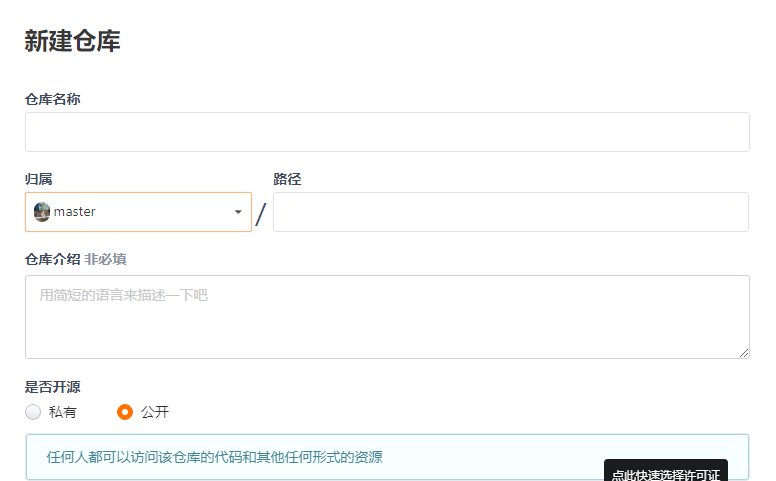 新建仓库
仓库名称
归属
路径
master
/
仓库介绍 非必填
用简短的语言来描述一下吧
是否开源
私有
公开
任何人都可以访问该仓库的代码和其他任何形式的资源
点此快速选择许可证